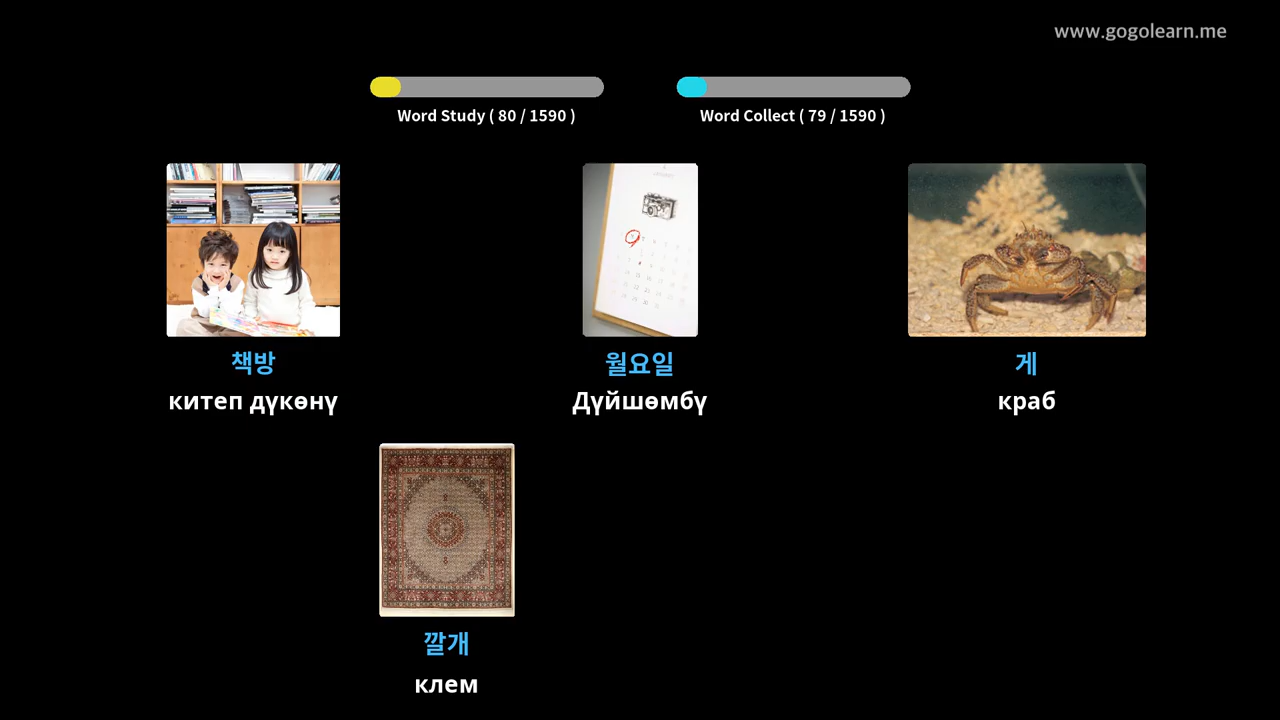 www.gogolearn.me
Word Study ( 80 / 1590 )
Word Collect ( 79 / 1590 )
책방
китеп дүкөнү
월요일
Дүйшөмбү
게
краб
깔개
клем